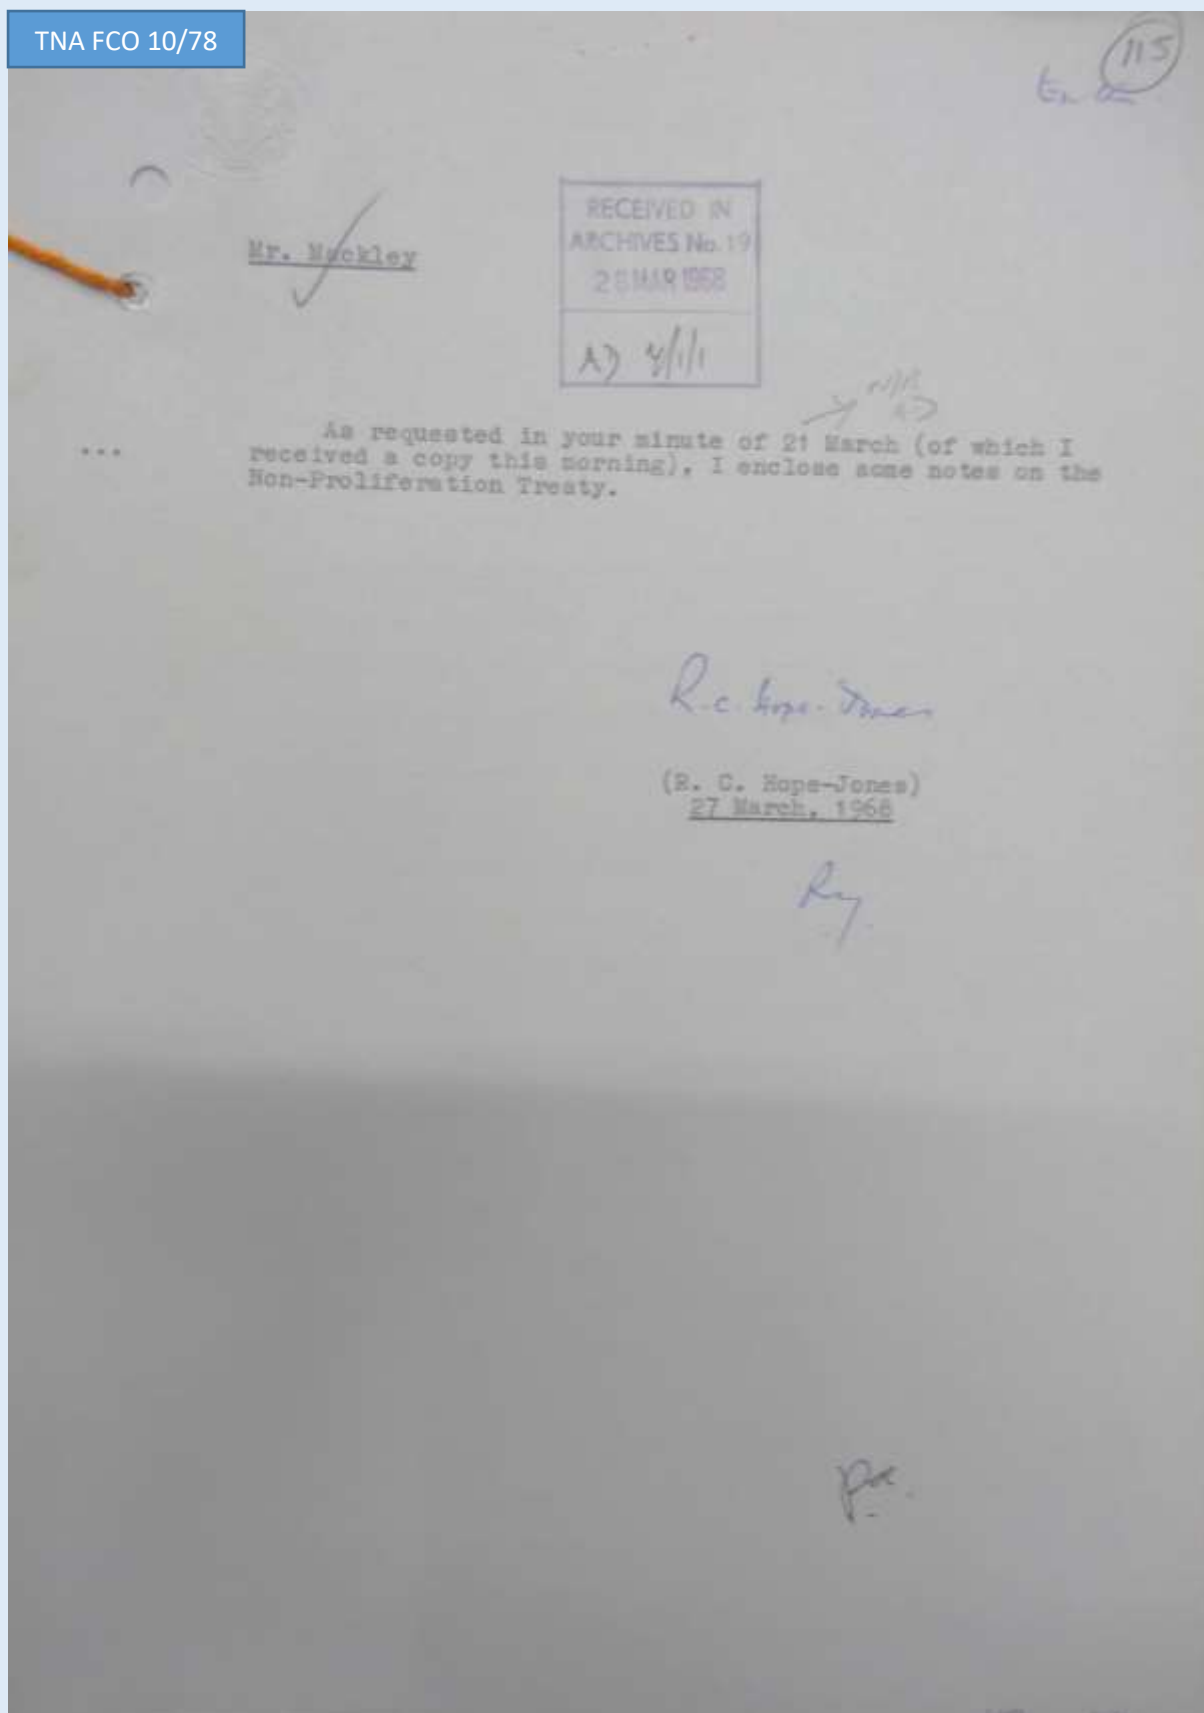 TNA FCO 10/78
115
Mr. Mackley
RECEIVED IN
ARCHIVES No. 19
28 MAR 1968
...
As requested in your minute of 21 March (of which I
received a copy this morning), I enclose some notes on the
Non-Proliferation Treaty.
R. C. Hope-Jones
(R. C. Hope-Jones)
27 March, 1968
pa.